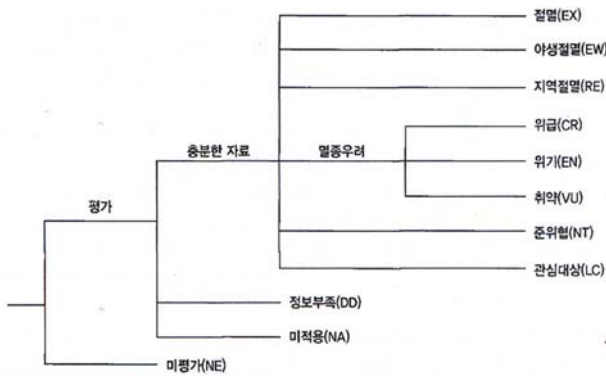 절멸(EX)
야생절멸(EW)
지역절멸(RE)
위급(CR)
충분한 자료
멸종우려
위기(EN)
취약(VU)
평가
준위협(NT)
관심대상(LC)
정보부족(DD)
미적용(NA)
미평가(NE)